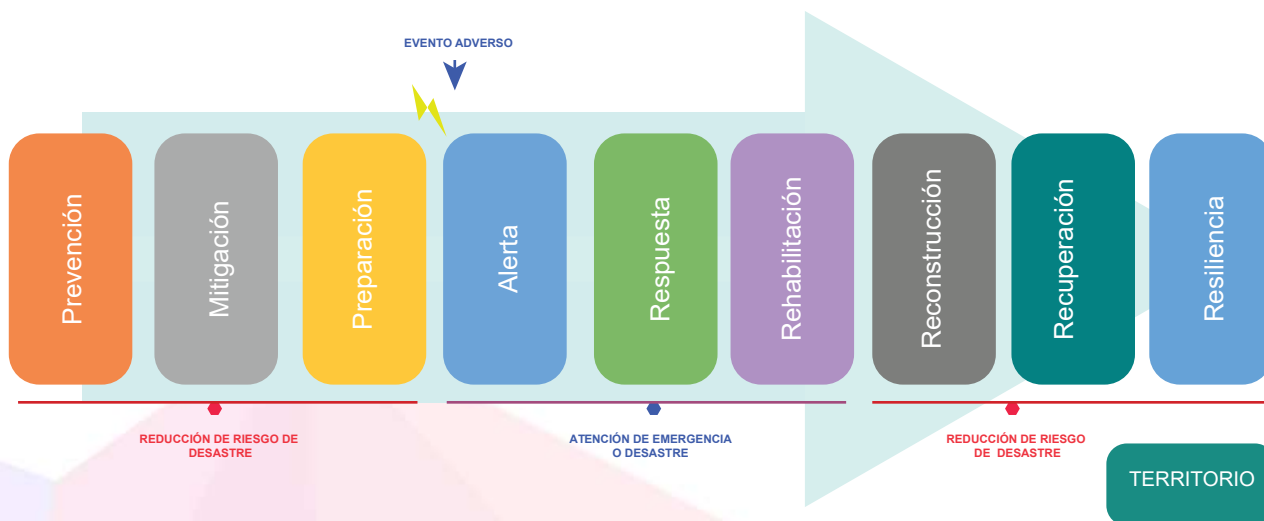 EVENTO ADVERSO
Prevención
Mitigación
Preparación
Alerta
Respuesta
Rehabilitación
Reconstrucción
Recuperación
Resiliencia
REDUCCIÓN DE RIESGO DE
DESASTRE
ATENCIÓN DE EMERGENCIA
O DESASTRE
REDUCCIÓN DE RIESGO
DE DESASTRE
TERRITORIO